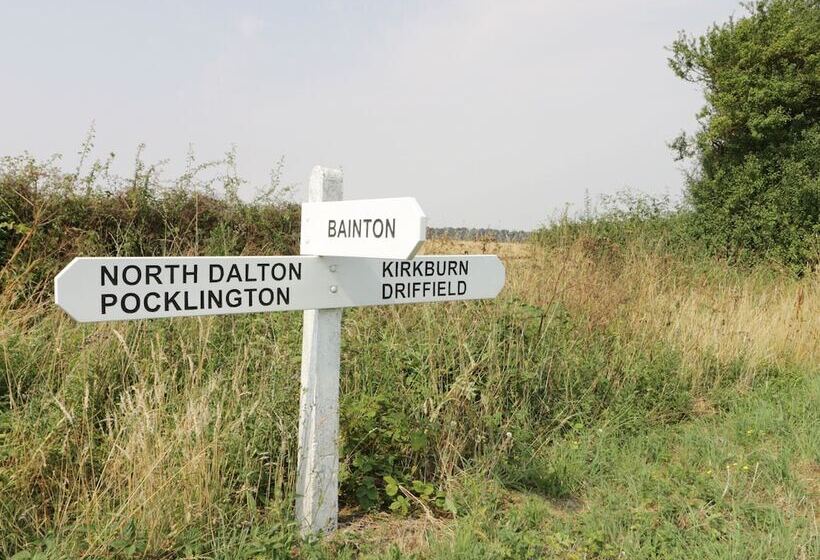 BAINTON
NORTH DALTON
POCKLINGTON
KIRKBURN
DRIFFIELD